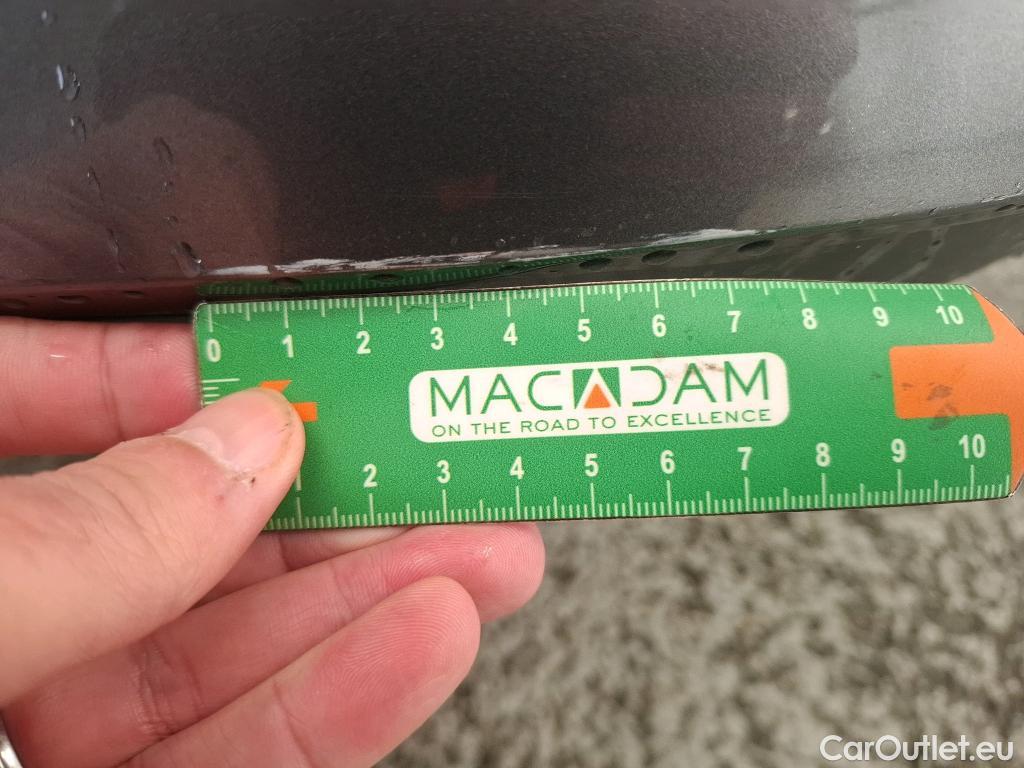 0 1 2 3 4 5 6 7 8 9 10
MACADAM
ON THE ROAD TO EXCELLENCE
1 2 3 4 5 6 7 8 9 10
CarOutlet.eu